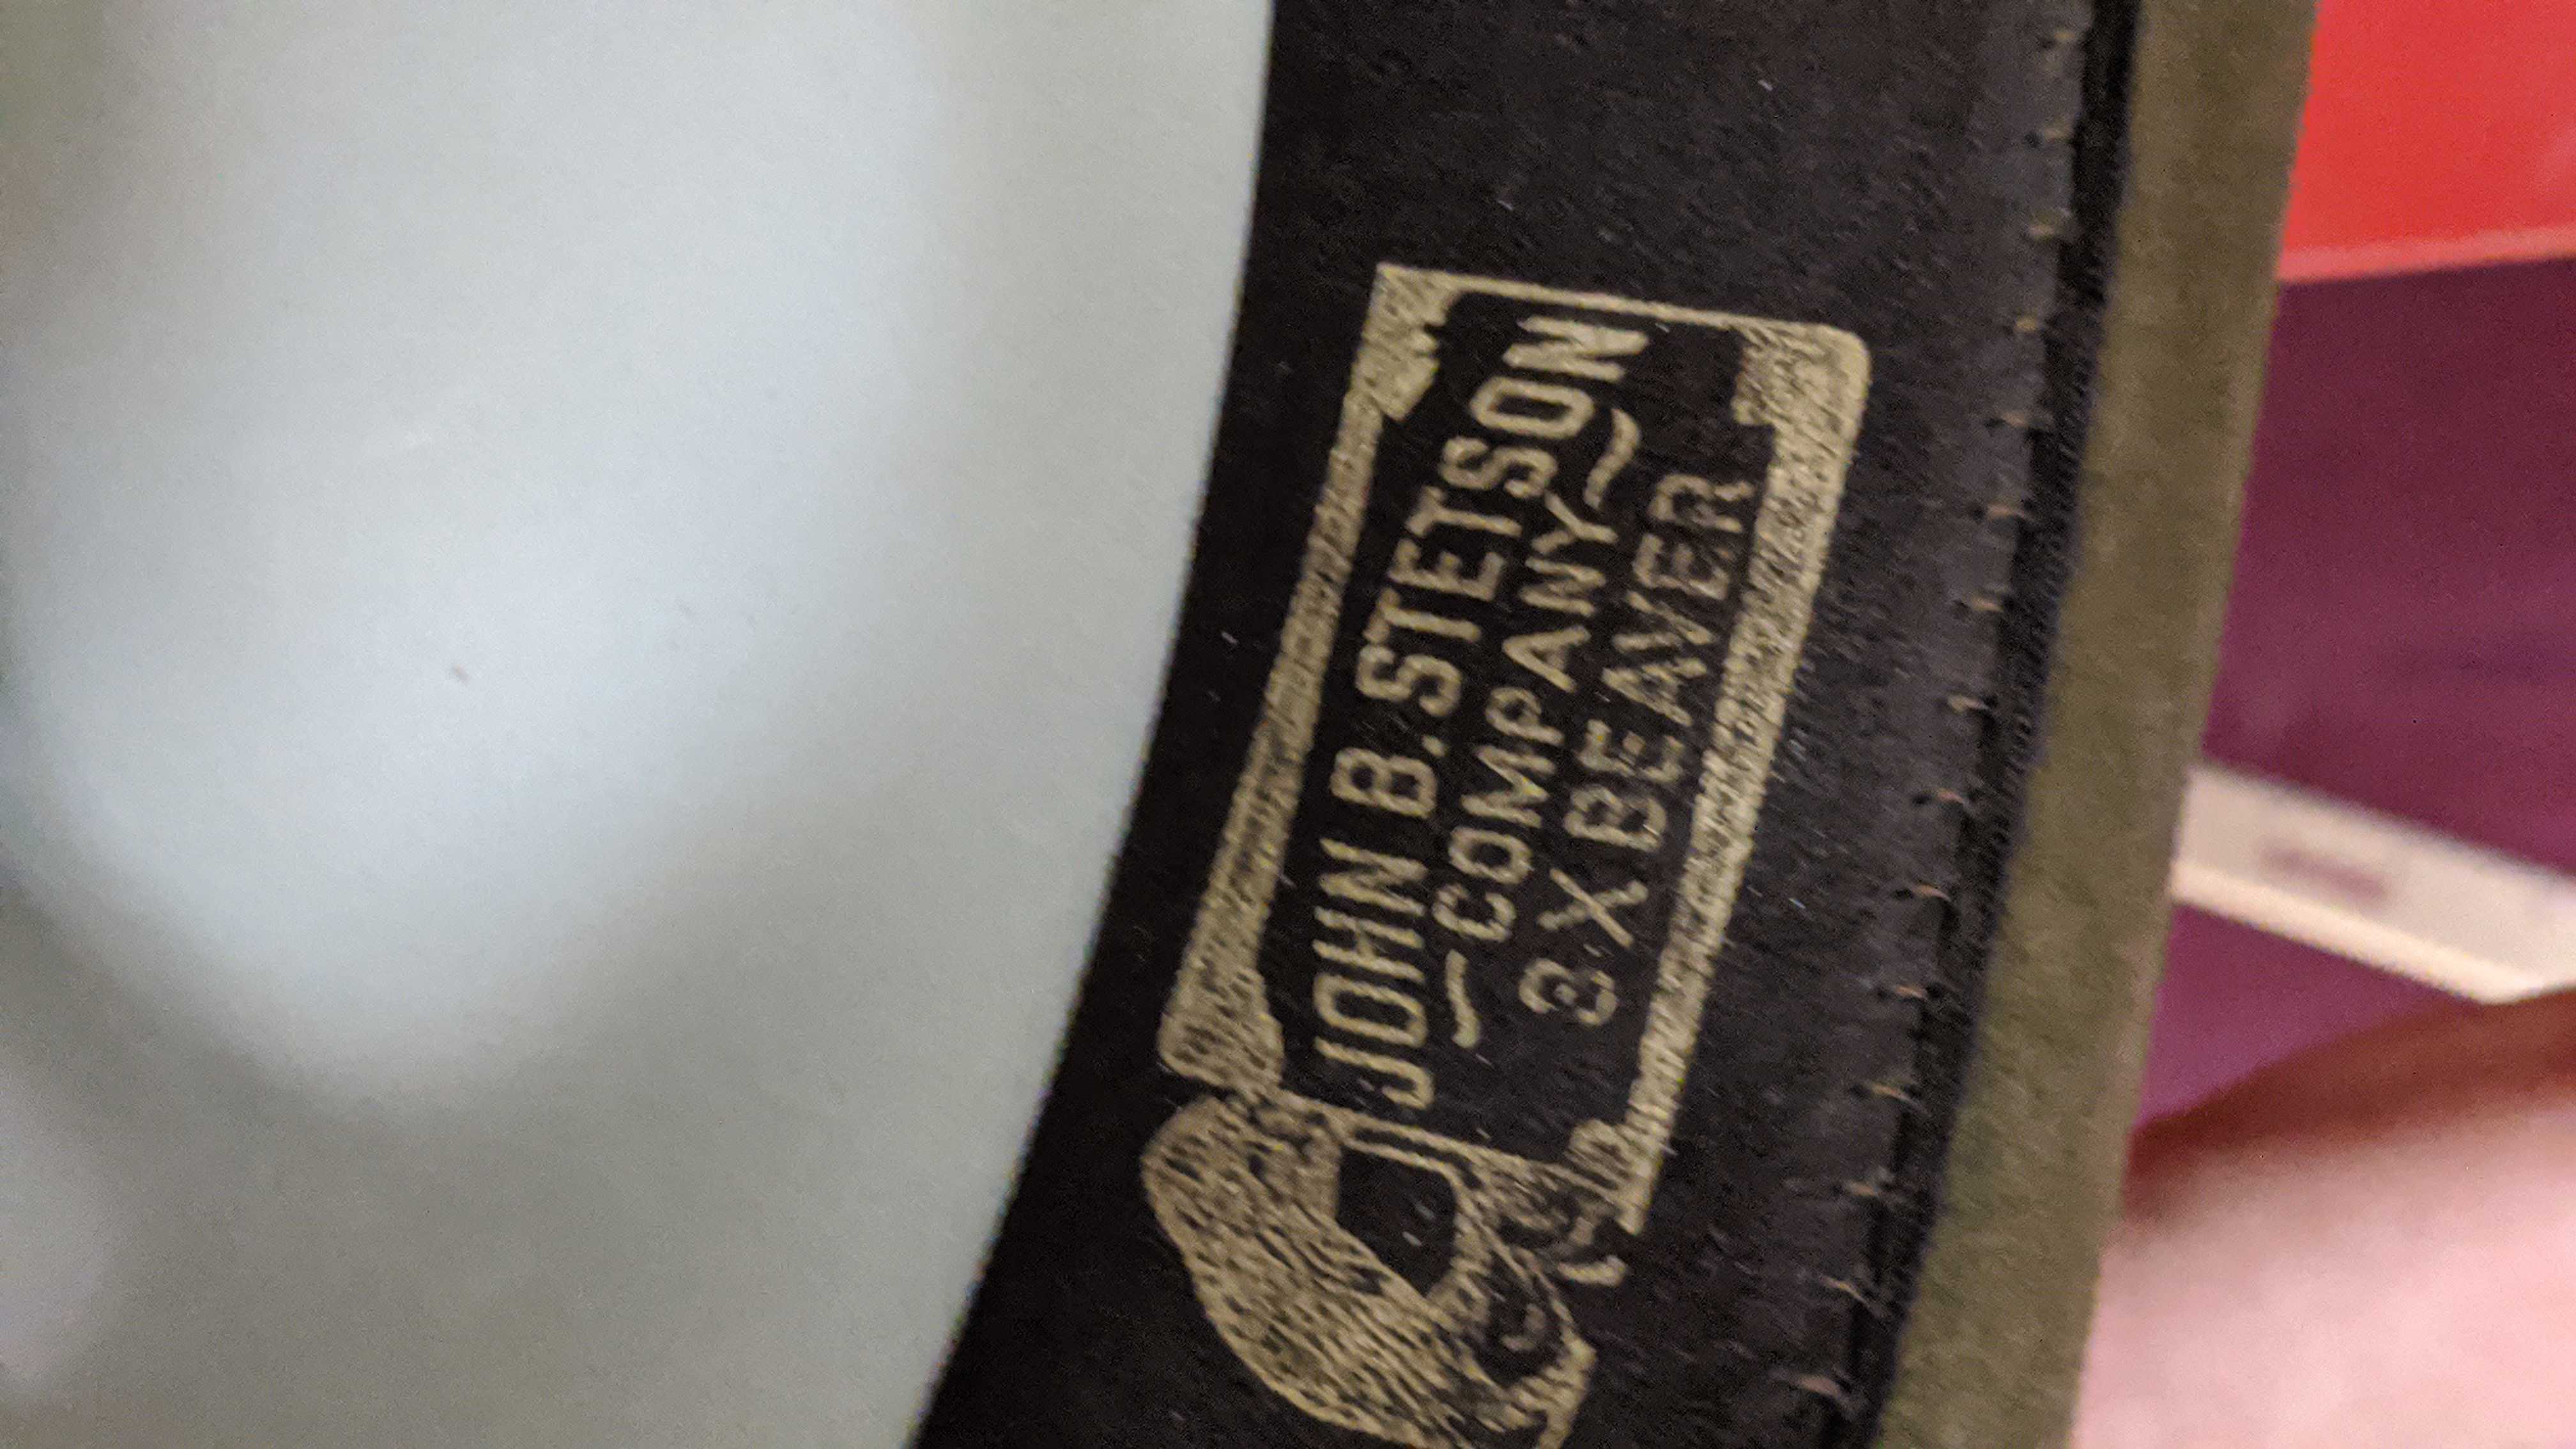 JOHN B. STETSON
~COMPANY~
3 X BEAVER